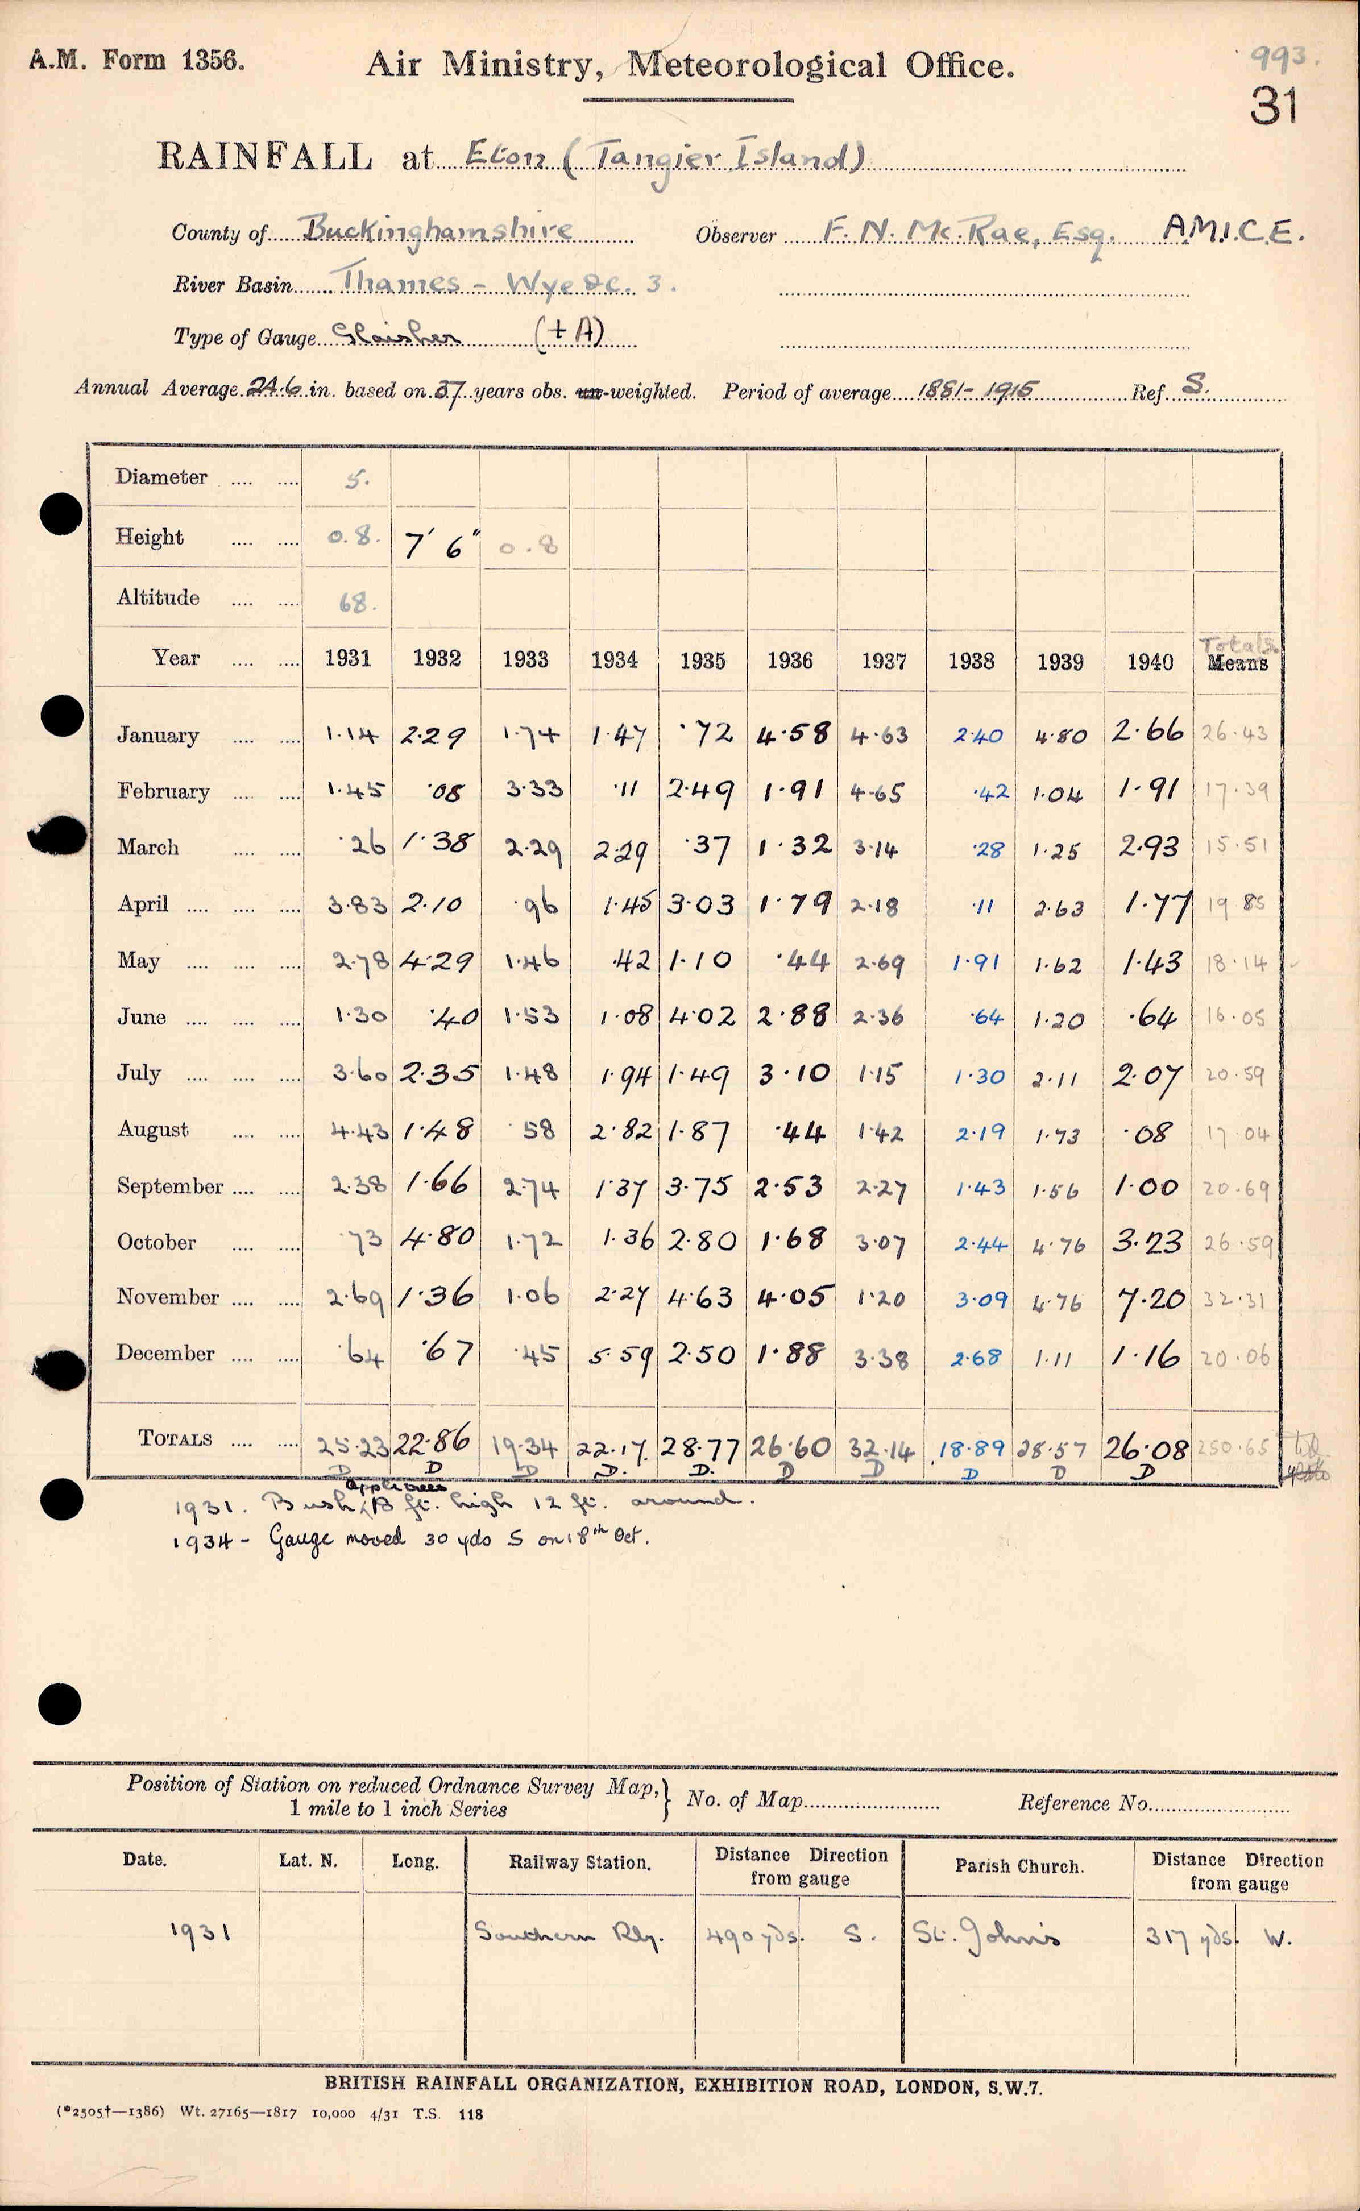 A.M. Form 1356.
Air Ministry, Meteorological Office.
993.
31
RAINFALL at Eton (Tangier Island)
County of Buckinghamshire Observer F. N. Mc. Rae, Esq. A.M.I.C.E.
River Basin Thames - Wye &c. 3.
Type of Gauge Glaisher (+A)
Annual Average 24.6 in. based on 37 years obs. un-weighted. Period of average 1881-1915 Ref S.
Diameter .... .... 5.
Height .... .... 0.8. 7' 6" 0.8
Altitude .... .... 68.
Totals
Year .... .... 1931 1932 1933 1934 1935 1936 1937 1938 1939 1940 Means
January .... .... 1.14 2.29 1.74 1.47 .72 4.58 4.63 2.40 4.80 2.66 26.43
February .... .... 1.45 .08 3.33 .11 2.49 1.91 4.65 .42 1.04 1.91 17.39
March .... .... .26 1.38 2.29 2.29 .37 1.32 3.14 .28 1.25 2.93 15.51
April .... .... .... 3.83 2.10 .96 1.45 3.03 1.79 2.18 .11 2.63 1.77 19.85
May .... .... .... 2.78 4.29 1.46 .42 1.10 .44 2.69 1.91 1.62 1.43 18.14
June .... .... .... 1.30 .40 1.53 1.08 4.02 2.88 2.36 .64 1.20 .64 16.05
July .... .... .... 3.60 2.35 1.48 1.94 1.49 3.10 1.15 1.30 2.11 2.07 20.59
August .... .... 4.43 1.48 .58 2.82 1.87 .44 1.42 2.19 1.73 .08 17.04
September .... .... 2.38 1.66 2.74 1.37 3.75 2.53 2.27 1.43 1.56 1.00 20.69
October .... .... .73 4.80 1.72 1.36 2.80 1.68 3.07 2.44 4.76 3.23 26.59
November .... .... 2.69 1.36 1.06 2.27 4.63 4.05 1.20 3.09 4.76 7.20 32.31
December .... .... .64 .67 .45 5.59 2.50 1.88 3.38 2.68 1.11 1.16 20.06
TOTALS .... .... 25.23 22.86 19.34 22.17 28.77 26.60 32.14 18.89 28.57 26.08 250.65
D D D D. D. D D D D D
apple trees
1931. Bush 18 ft. high 12 ft. around.
1934 - Gauge moved 30 yds S on 18th Oct.
Position of Station on reduced Ordnance Survey Map, 1 mile to 1 inch Series } No. of Map Reference No.
Date. Lat. N. Long. Railway Station. Distance Direction from gauge Parish Church. Distance Direction from gauge
1931 Southern Rly. 490 yds. S. St. John's 317 yds. W.
BRITISH RAINFALL ORGANIZATION, EXHIBITION ROAD, LONDON, S.W.7.
(*2505†—1386) Wt. 27165—1817 10,000 4/31 T.S. 118